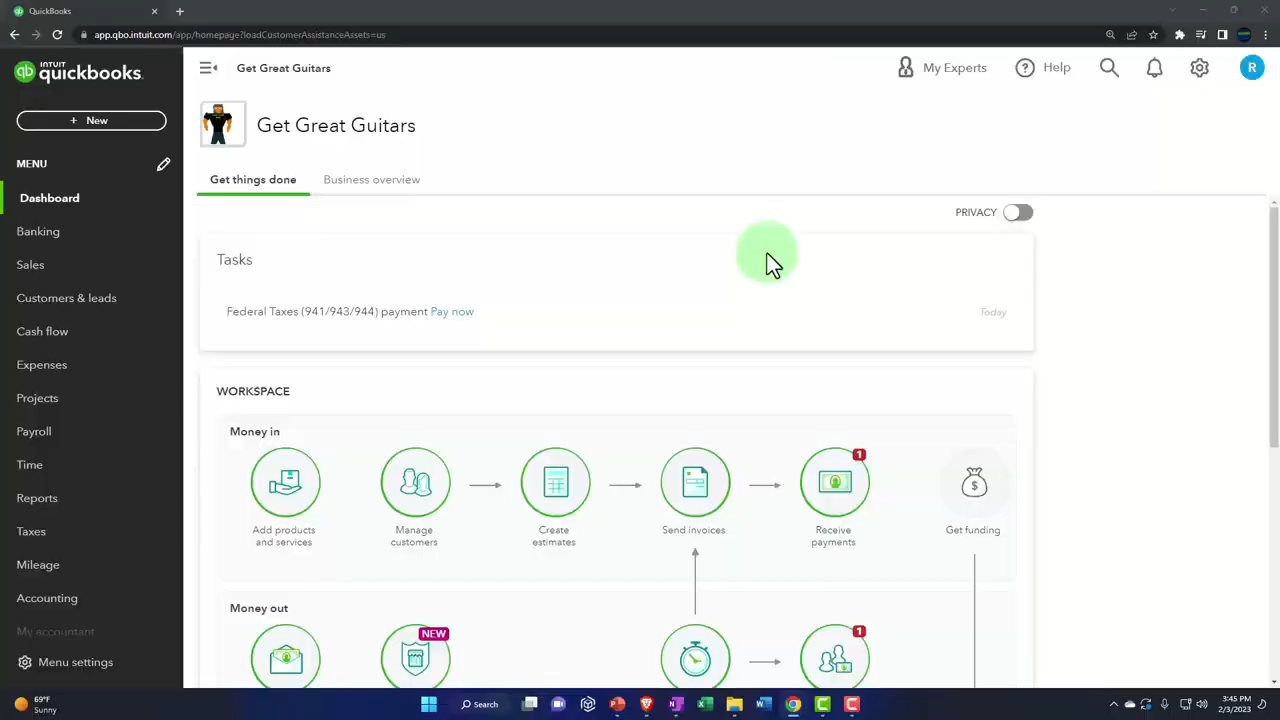 QuickBooks
app.qbo.intuit.com/app/homepage?loadCustomerAssistanceAssets=us
INTUIT
quickbooks.
Get Great Guitars
My Experts
Help
R
+ New
Get Great Guitars
MENU
Get things done
Business overview
Dashboard
PRIVACY
Banking
Tasks
Sales
Customers & leads
Federal Taxes (941/943/944) payment Pay now
Today
Cash flow
Expenses
WORKSPACE
Projects
Money in
Payroll
1
Time
Reports
Add products
and services
Manage
customers
Create
estimates
Send invoices
Receive
payments
Get funding
Taxes
Mileage
Accounting
Money out
My accountant
NEW
1
Menu settings
69°F
Sunny
Search
3:45 PM
2/3/2023